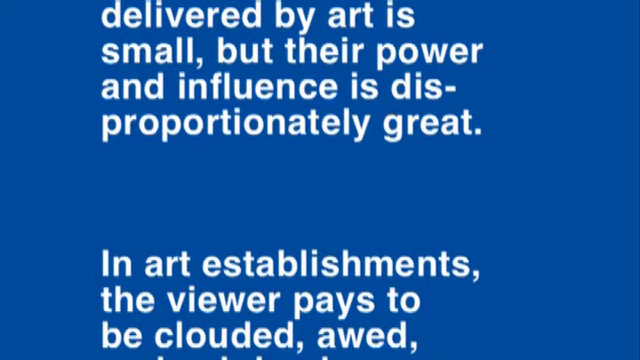 delivered by art is
small, but their power
and influence is dis-
proportionately great.
In art establishments,
the viewer pays to
be clouded, awed,